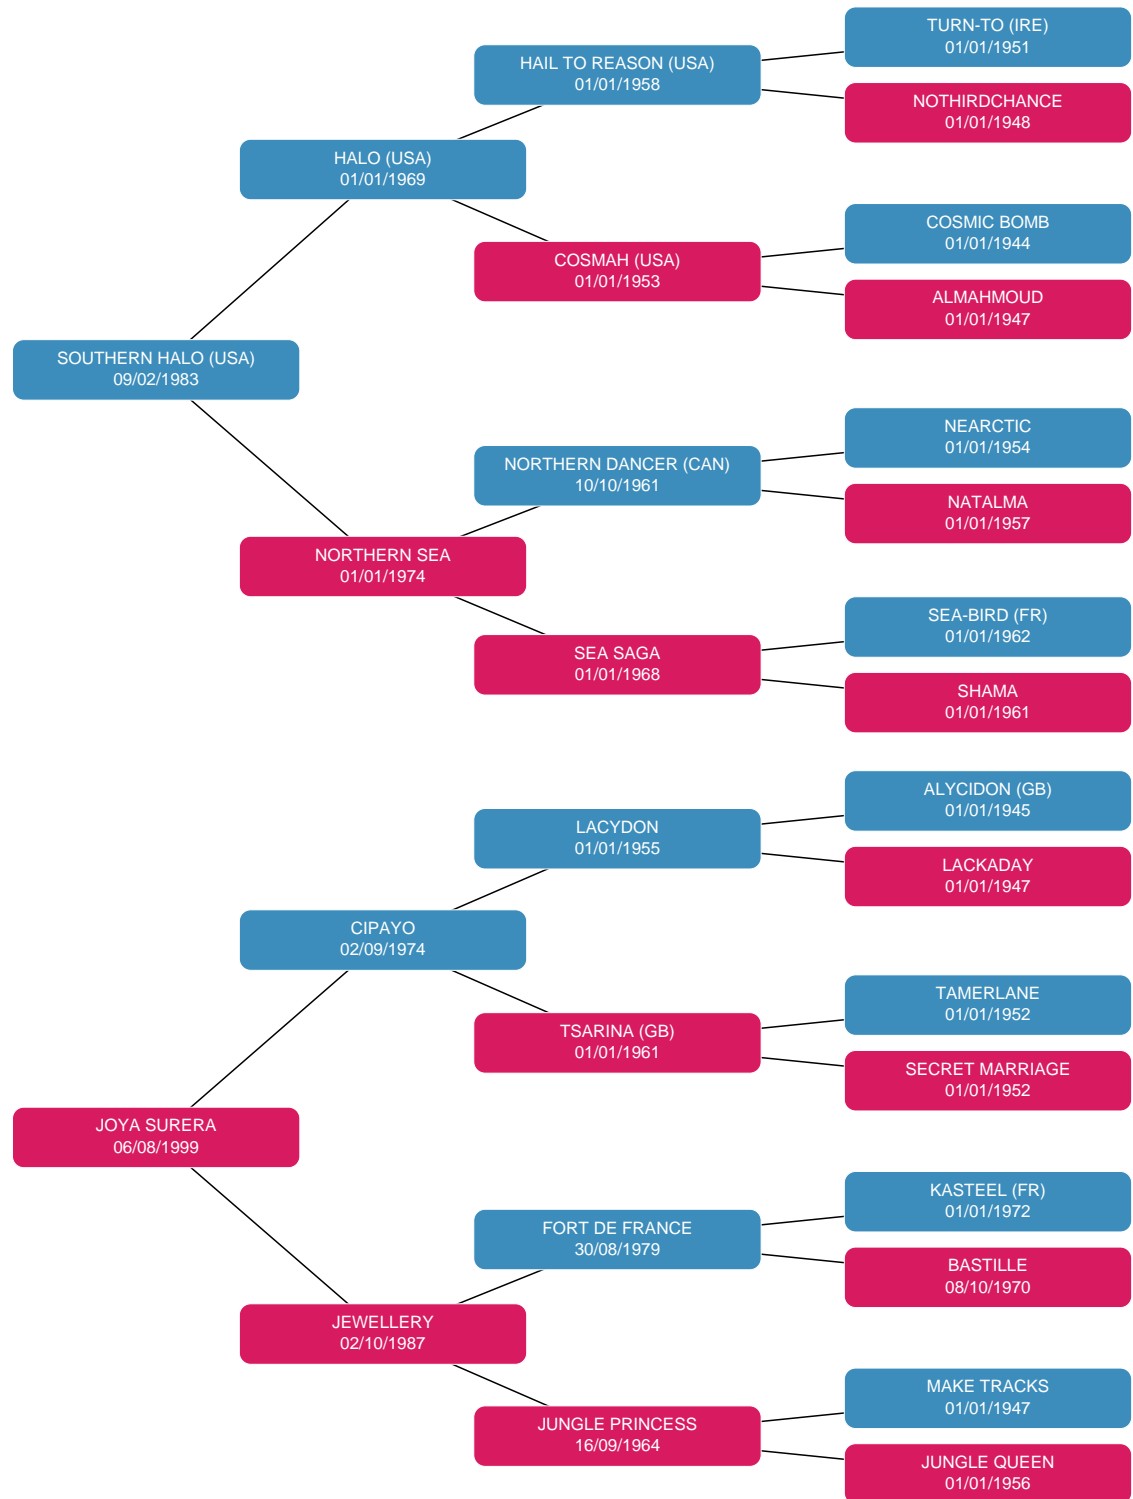 TURN-TO (IRE)
01/01/1951
HAIL TO REASON (USA)
01/01/1958
NOTHIRDCHANCE
01/01/1948
HALO (USA)
01/01/1969
COSMIC BOMB
01/01/1944
COSMAH (USA)
01/01/1953
ALMAHMOUD
01/01/1947
SOUTHERN HALO (USA)
09/02/1983
NEARCTIC
01/01/1954
NORTHERN DANCER (CAN)
10/10/1961
NATALMA
01/01/1957
NORTHERN SEA
01/01/1974
SEA-BIRD (FR)
01/01/1962
SEA SAGA
01/01/1968
SHAMA
01/01/1961
ALYCIDON (GB)
01/01/1945
LACYDON
01/01/1955
LACKADAY
01/01/1947
CIPAYO
02/09/1974
TAMERLANE
01/01/1952
TSARINA (GB)
01/01/1961
SECRET MARRIAGE
01/01/1952
JOYA SURERA
06/08/1999
KASTEEL (FR)
01/01/1972
FORT DE FRANCE
30/08/1979
BASTILLE
08/10/1970
JEWELLERY
02/10/1987
MAKE TRACKS
01/01/1947
JUNGLE PRINCESS
16/09/1964
JUNGLE QUEEN
01/01/1956